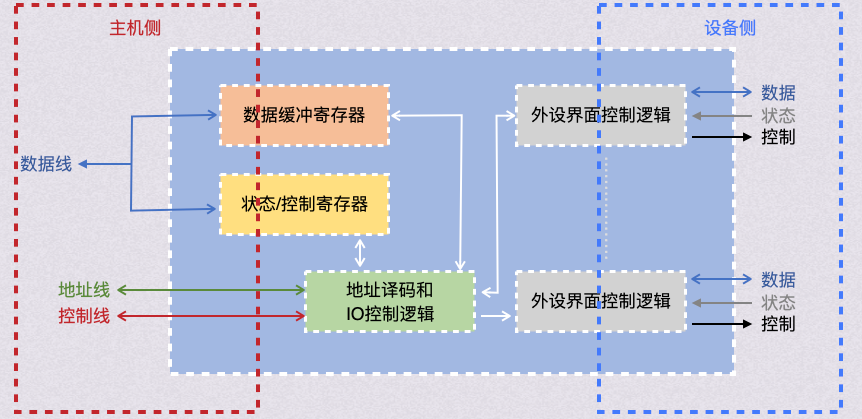 主机侧
设备侧
数据缓冲寄存器
外设界面控制逻辑
数据
状态
控制
数据线
状态/控制寄存器
地址线
控制线
地址译码和
IO控制逻辑
外设界面控制逻辑
数据
状态
控制